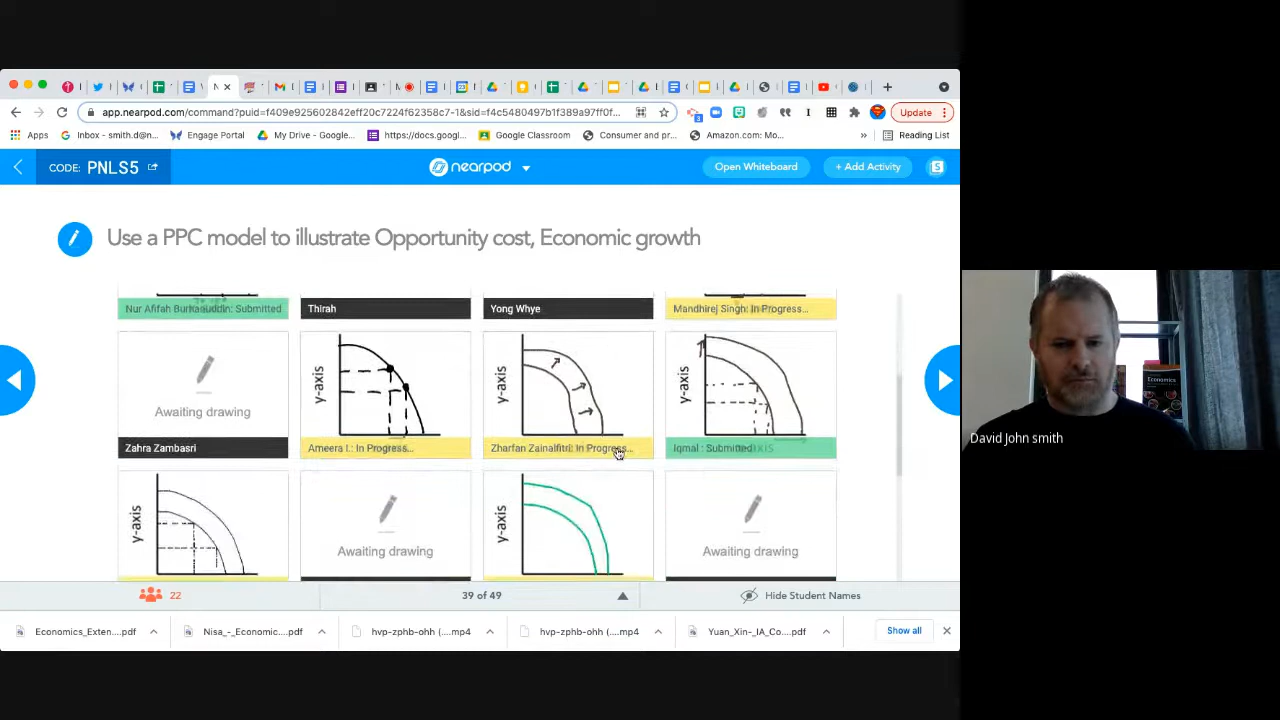 app.nearpod.com/command?puid=f409e925602842eff20c7224f62358c7-1&sid=f4c5480497b1f389a97ff0f...
Update
Apps
Inbox - smith.d@n...
Engage Portal
My Drive - Google...
https://docs.googl...
Google Classroom
Consumer and pr...
Amazon.com: Mo...
Reading List
CODE: PNLS5
nearpod
Open Whiteboard
+ Add Activity
S
Use a PPC model to illustrate Opportunity cost, Economic growth
Nur Afifah Burhanuddin: Submitted
Thirah
Yong Whye
Mandhirej Singh: In Progress...
Awaiting drawing
y-axis
y-axis
y-axis
Zahra Zambasri
Ameera I.: In Progress...
Zharfan Zainalfitri: In Progress...
Iqmal : Submitted
y-axis
Awaiting drawing
y-axis
Awaiting drawing
22
39 of 49
Hide Student Names
Economics_Exten....pdf
Nisa_-_Economic....pdf
hvp-zphb-ohh (....mp4
hvp-zphb-ohh (....mp4
Yuan_Xin-_IA_Co....pdf
Show all
David John smith
Economics